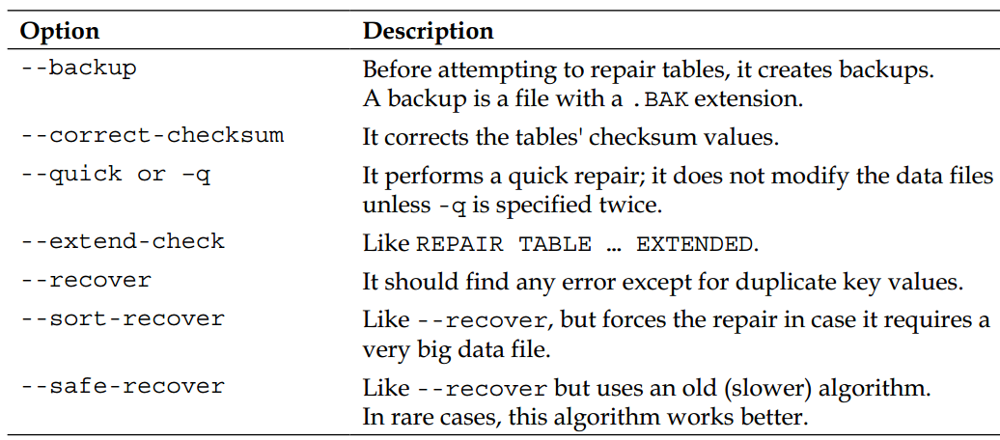 Option Description
--backup Before attempting to repair tables, it creates backups.
A backup is a file with a .BAK extension.
--correct-checksum It corrects the tables' checksum values.
--quick or –q It performs a quick repair; it does not modify the data files
unless -q is specified twice.
--extend-check Like REPAIR TABLE … EXTENDED.
--recover It should find any error except for duplicate key values.
--sort-recover Like --recover, but forces the repair in case it requires a
very big data file.
--safe-recover Like --recover but uses an old (slower) algorithm.
In rare cases, this algorithm works better.